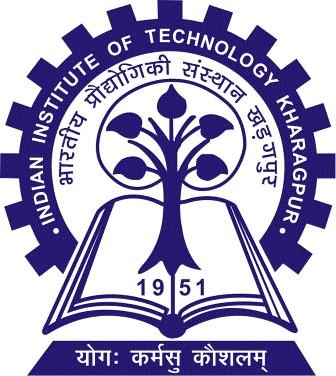 • INDIAN INSTITUTE OF TECHNOLOGY KHARAGPUR •
भारतीय प्रौद्योगिकी संस्थान खड़गपुर
1951
योगः कर्मसु कौशलम्